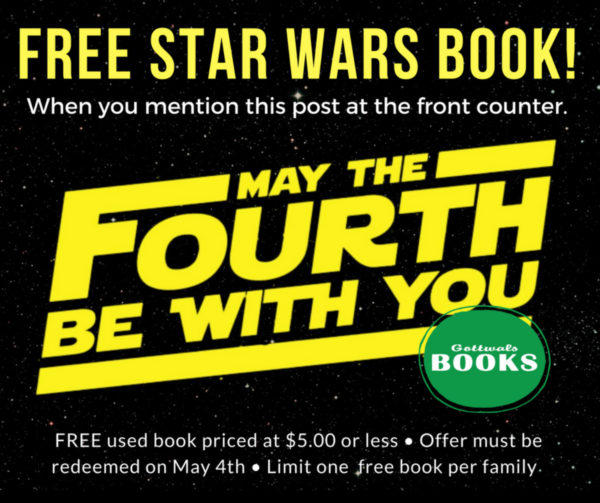 FREE STAR WARS BOOK!
When you mention this post at the front counter.
MAY THE
FOURTH
BE WITH YOU
Gottwals
BOOKS
FREE used book priced at $5.00 or less • Offer must be
redeemed on May 4th • Limit one free book per family